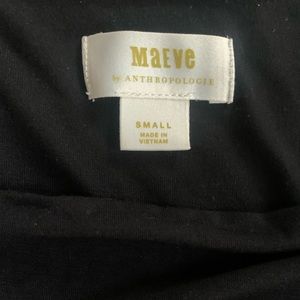 MAEVE
by ANTHROPOLOGIE
SMALL
MADE IN
VIETNAM